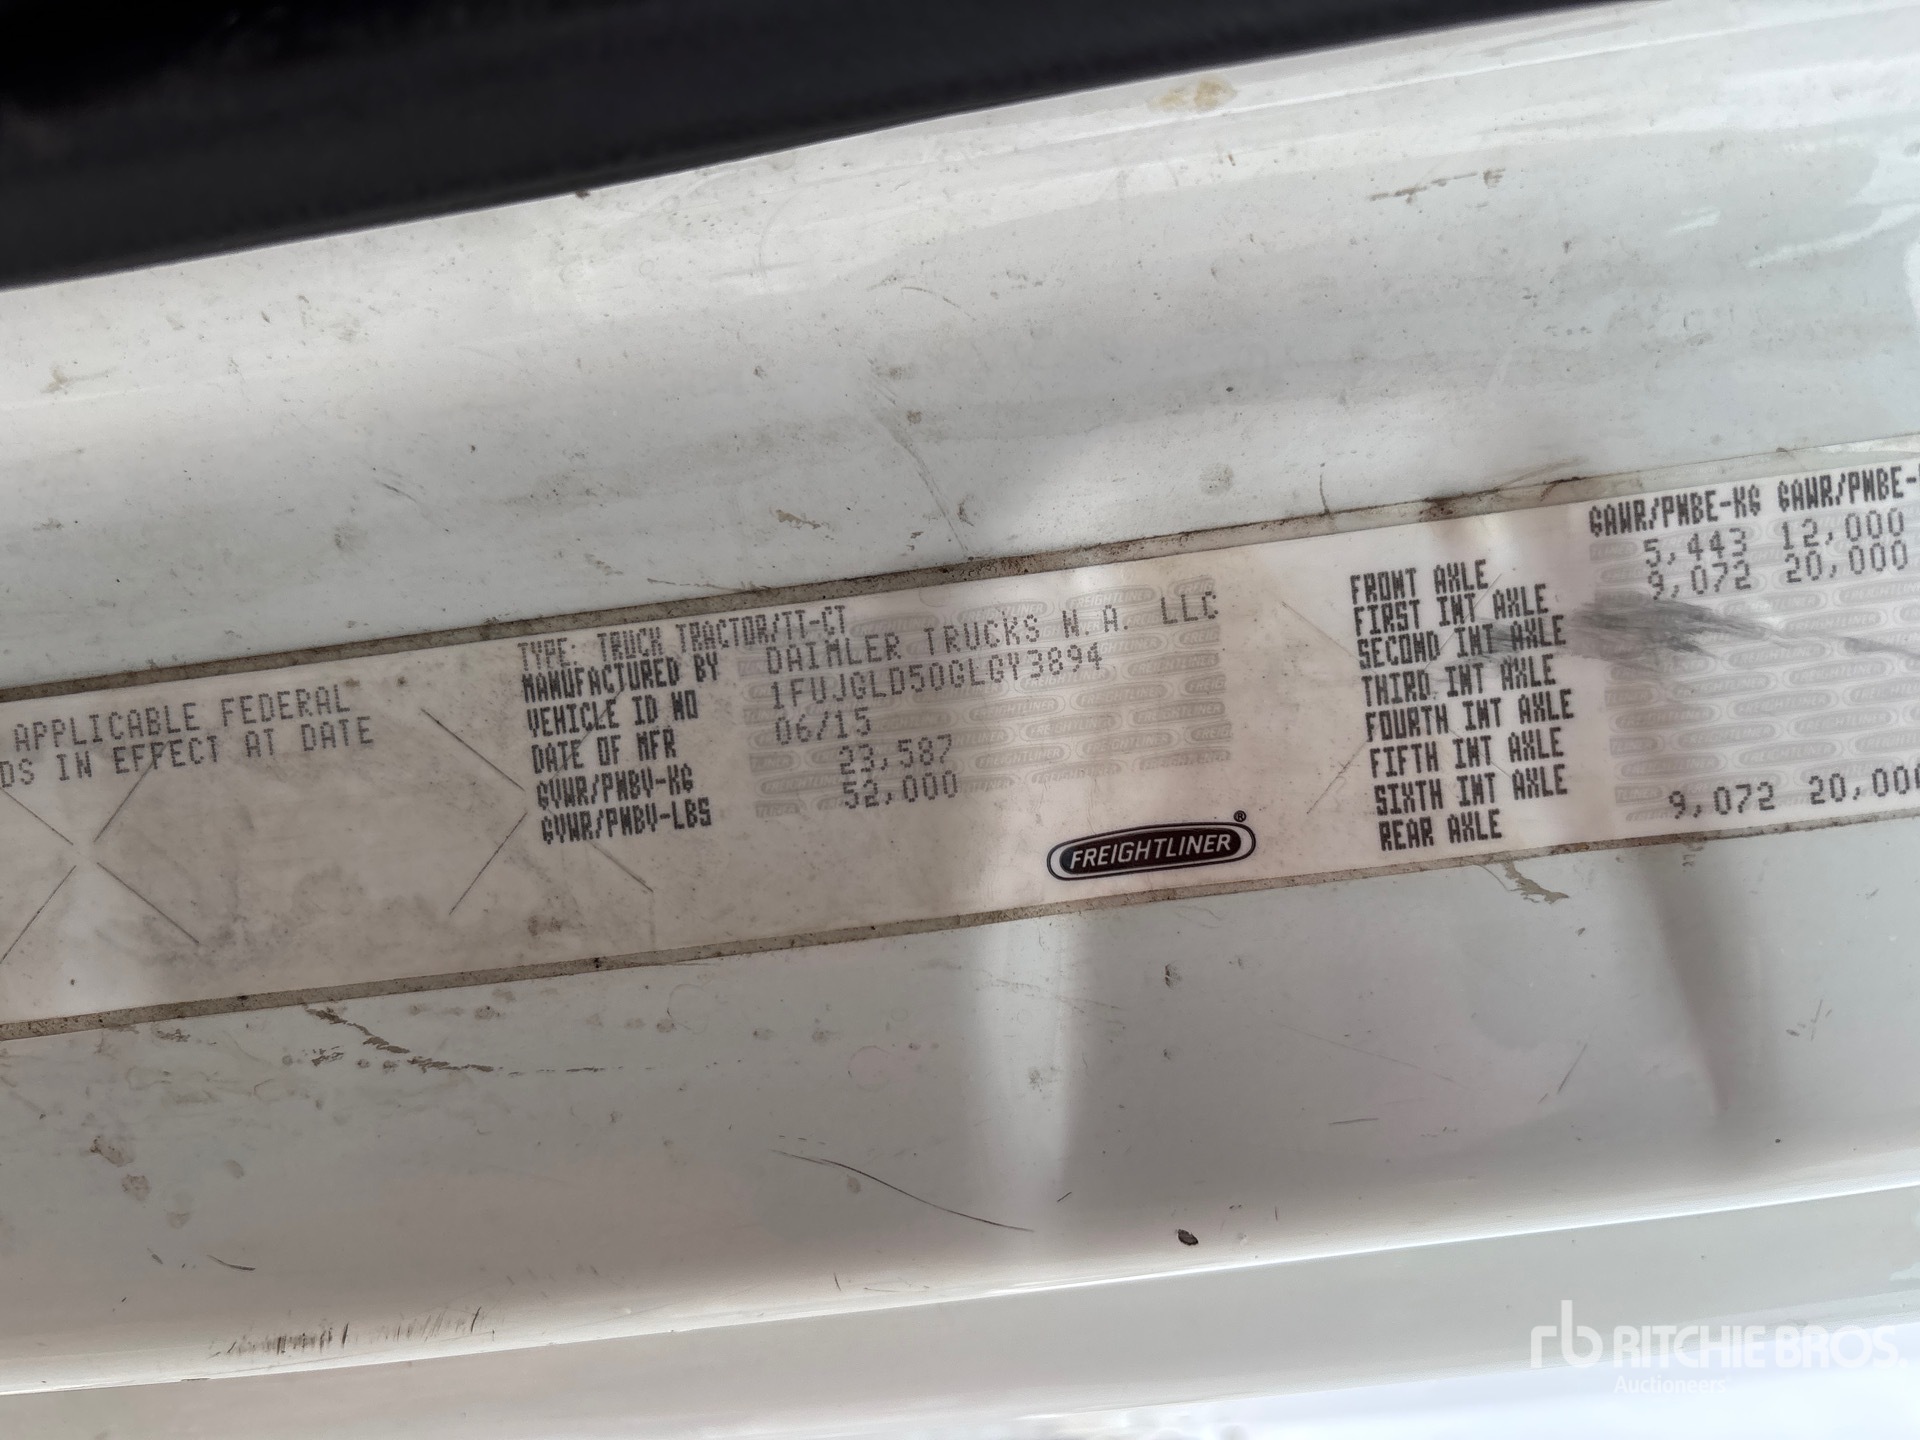 APPLICABLE FEDERAL
DS IN EFFECT AT DATE
TYPE: TRUCK TRACTOR/TT-CT
MANUFACTURED BY DAIMLER TRUCKS N.A. LLC
VEHICLE ID NO 1FUJGLD50GLGY3894
DATE OF MFR 06/15
GVWR/PNBV-KG 23,587
GVWR/PNBV-LBS 52,000
FREIGHTLINER®
GAWR/PNBE-KG GAWR/PNBE-
FRONT AXLE 5,443 12,000
FIRST INT AXLE 9,072 20,000
SECOND INT AXLE
THIRD INT AXLE
FOURTH INT AXLE
FIFTH INT AXLE
SIXTH INT AXLE
REAR AXLE 9,072 20,000
rb RITCHIE BROS.
Auctioneers